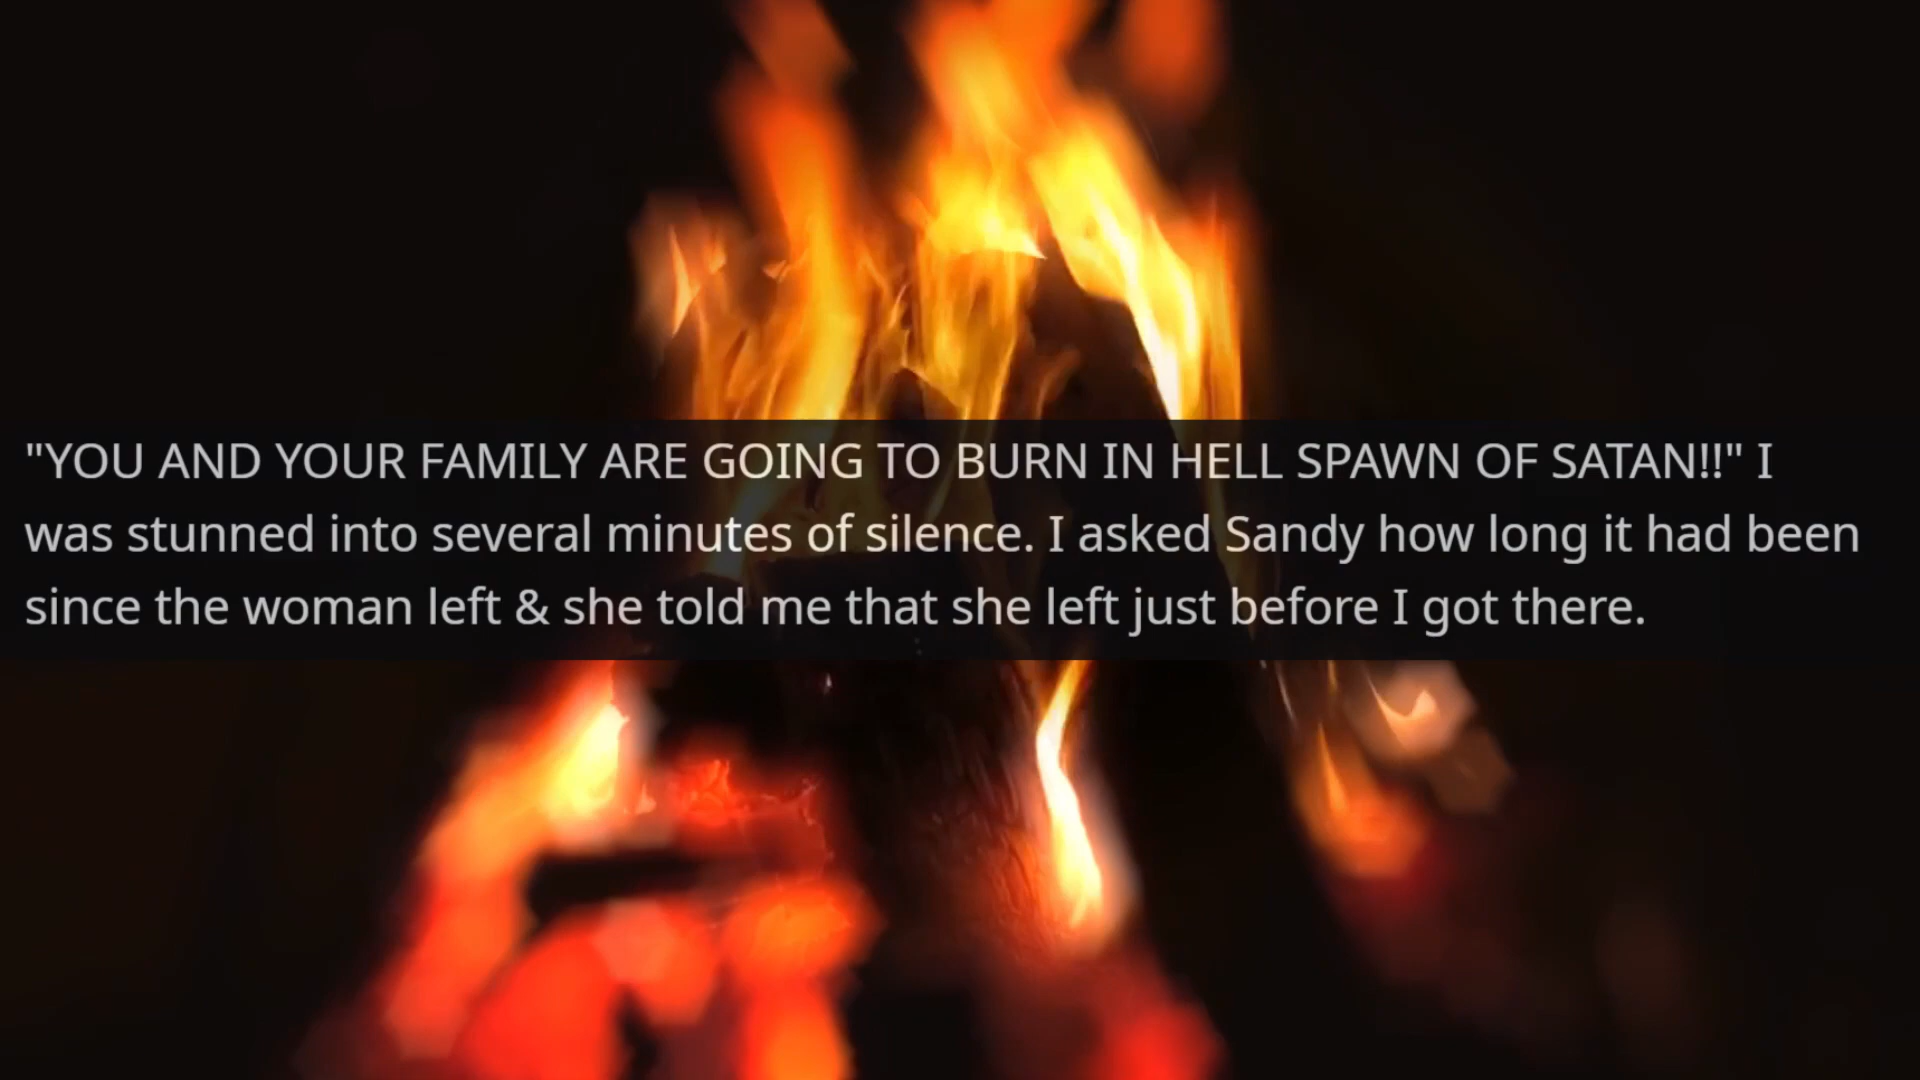 "YOU AND YOUR FAMILY ARE GOING TO BURN IN HELL SPAWN OF SATAN!!" I
was stunned into several minutes of silence. I asked Sandy how long it had been
since the woman left & she told me that she left just before I got there.